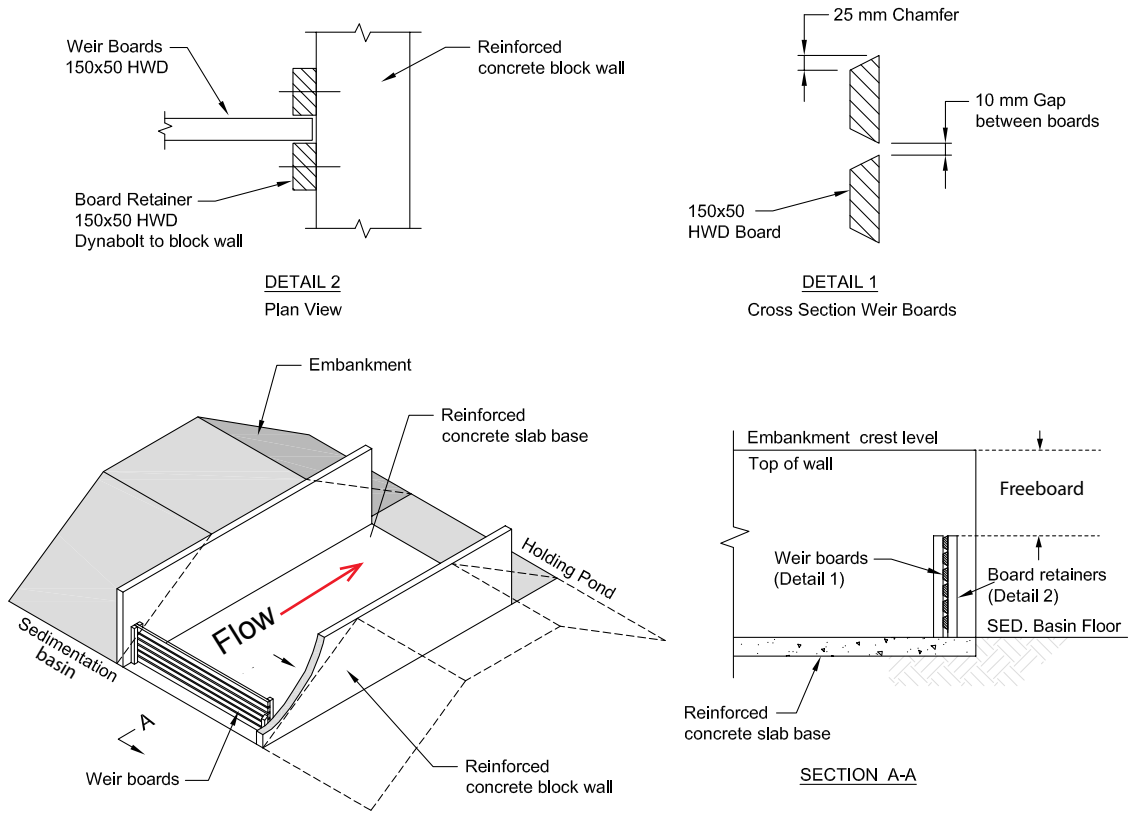 Weir Boards
150x50 HWD
Reinforced
concrete block wall
Board Retainer
150x50 HWD
Dynabolt to block wall
DETAIL 2
Plan View
25 mm Chamfer
10 mm Gap
between boards
150x50
HWD Board
DETAIL 1
Cross Section Weir Boards
Embankment
Reinforced
concrete slab base
Holding Pond
Flow
Sedimentation
basin
A
Weir boards
Reinforced
concrete block wall
Embankment crest level
Top of wall
Freeboard
Weir boards
(Detail 1)
Board retainers
(Detail 2)
SED. Basin Floor
Reinforced
concrete slab base
SECTION A-A